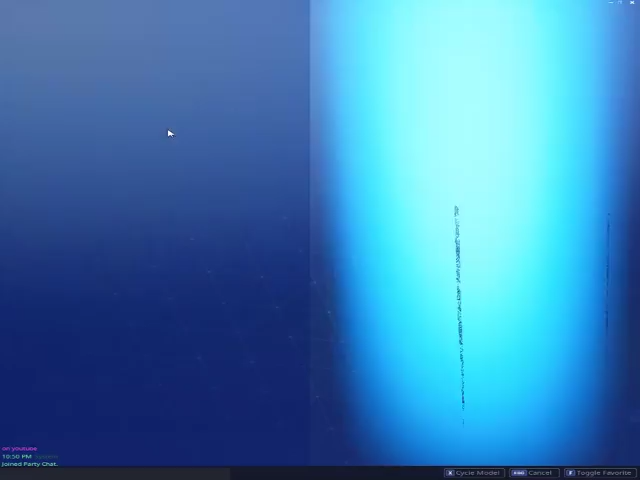 on youtube
10:50 PM
Joined Party Chat.
X Cycle Model
Cancel
F Toggle Favorite